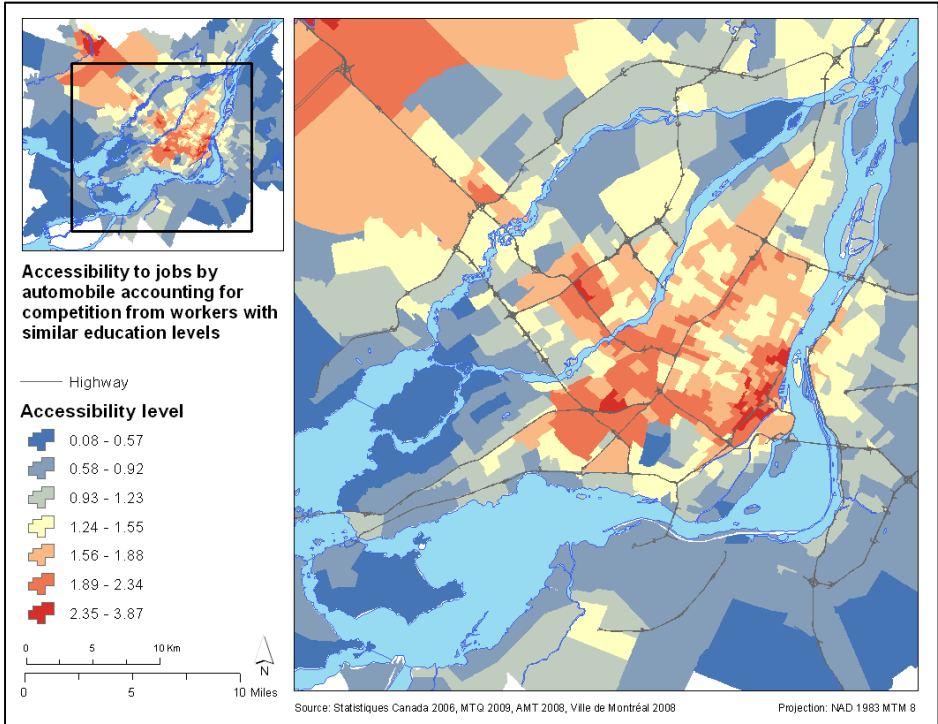 Accessibility to jobs by
automobile accounting for
competition from workers with
similar education levels
Highway
Accessibility level
0.08 - 0.57
0.58 - 0.92
0.93 - 1.23
1.24 - 1.55
1.56 - 1.88
1.89 - 2.34
2.35 - 3.87
0 5 10 Km
N
0 5 10 Miles
Source: Statistiques Canada 2006, MTQ 2009, AMT 2008, Ville de Montréal 2008
Projection: NAD 1983 MTM 8